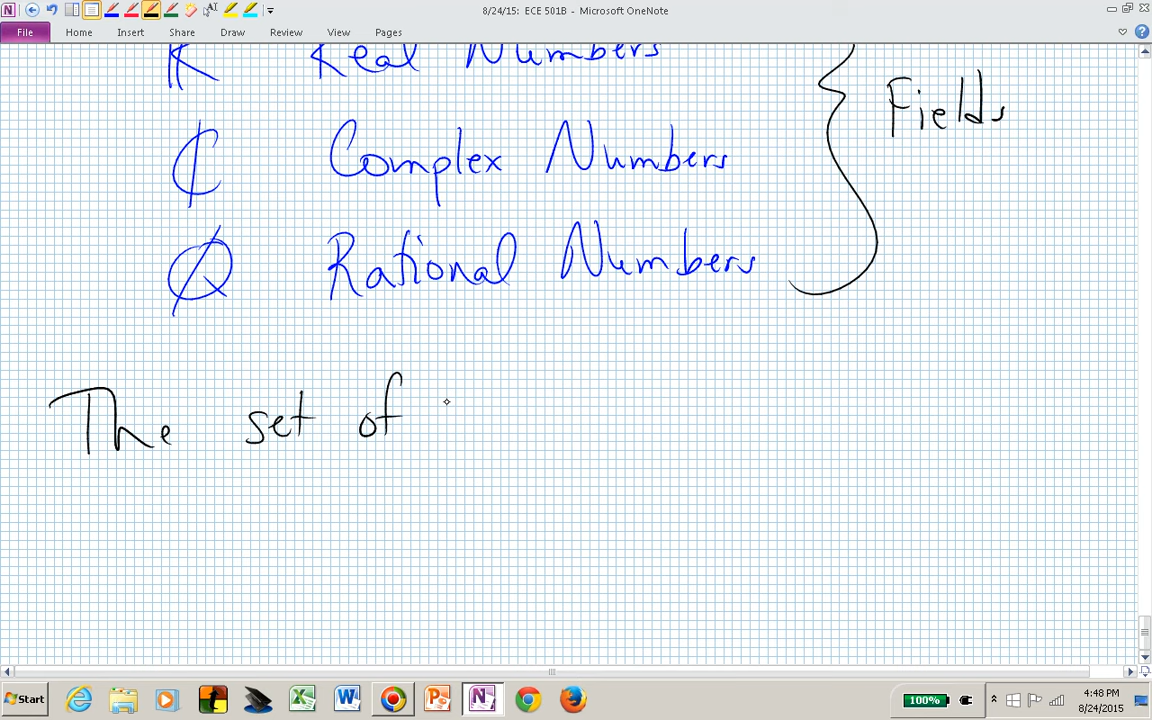 8/24/15: ECE 501B - Microsoft OneNote
File Home Insert Share Draw Review View Pages
ℝ Real Numbers
Fields
ℂ Complex Numbers
ℚ Rational Numbers
The set of
Start
100%
4:48 PM
8/24/2015